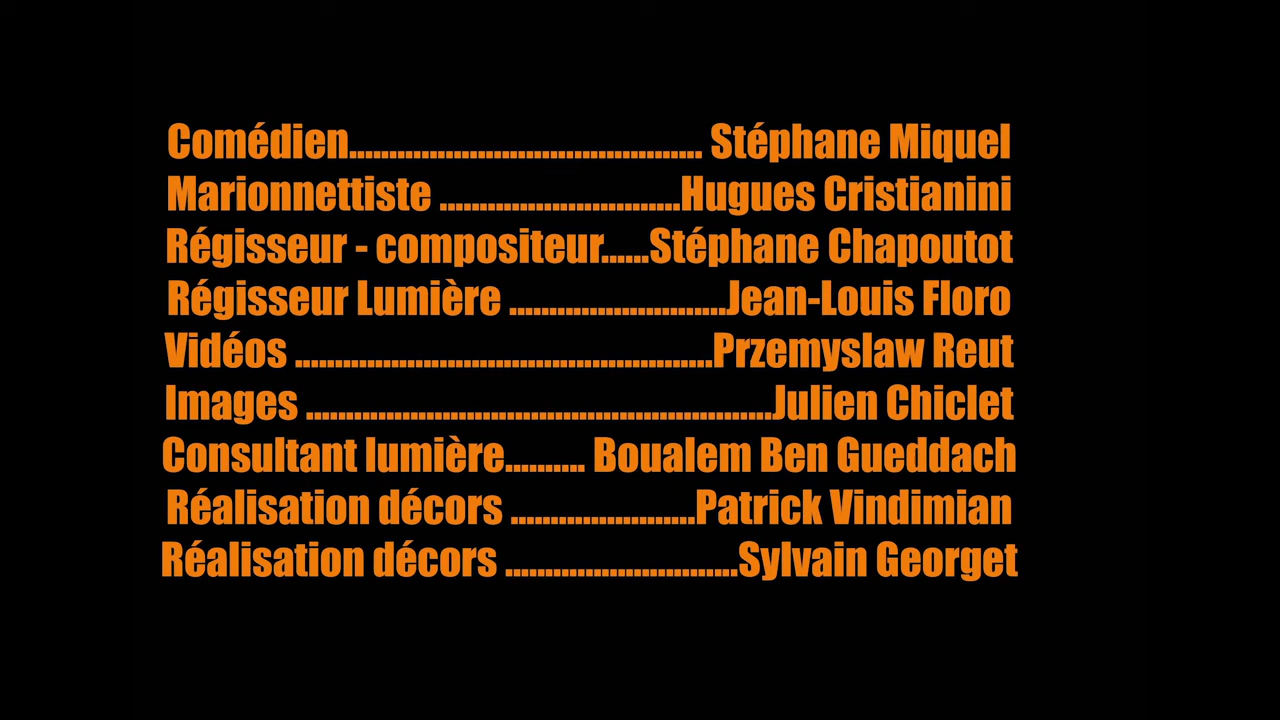 Comédien............................................ Stéphane Miquel
Marionnettiste ..............................Hugues Cristianini
Régisseur - compositeur......Stéphane Chapoutot
Régisseur Lumière ...........................Jean-Louis Floro
Vidéos ....................................................Przemyslaw Reut
Images ..........................................................Julien Chiclet
Consultant lumière.......... Boualem Ben Gueddach
Réalisation décors .......................Patrick Vindimian
Réalisation décors .............................Sylvain Georget